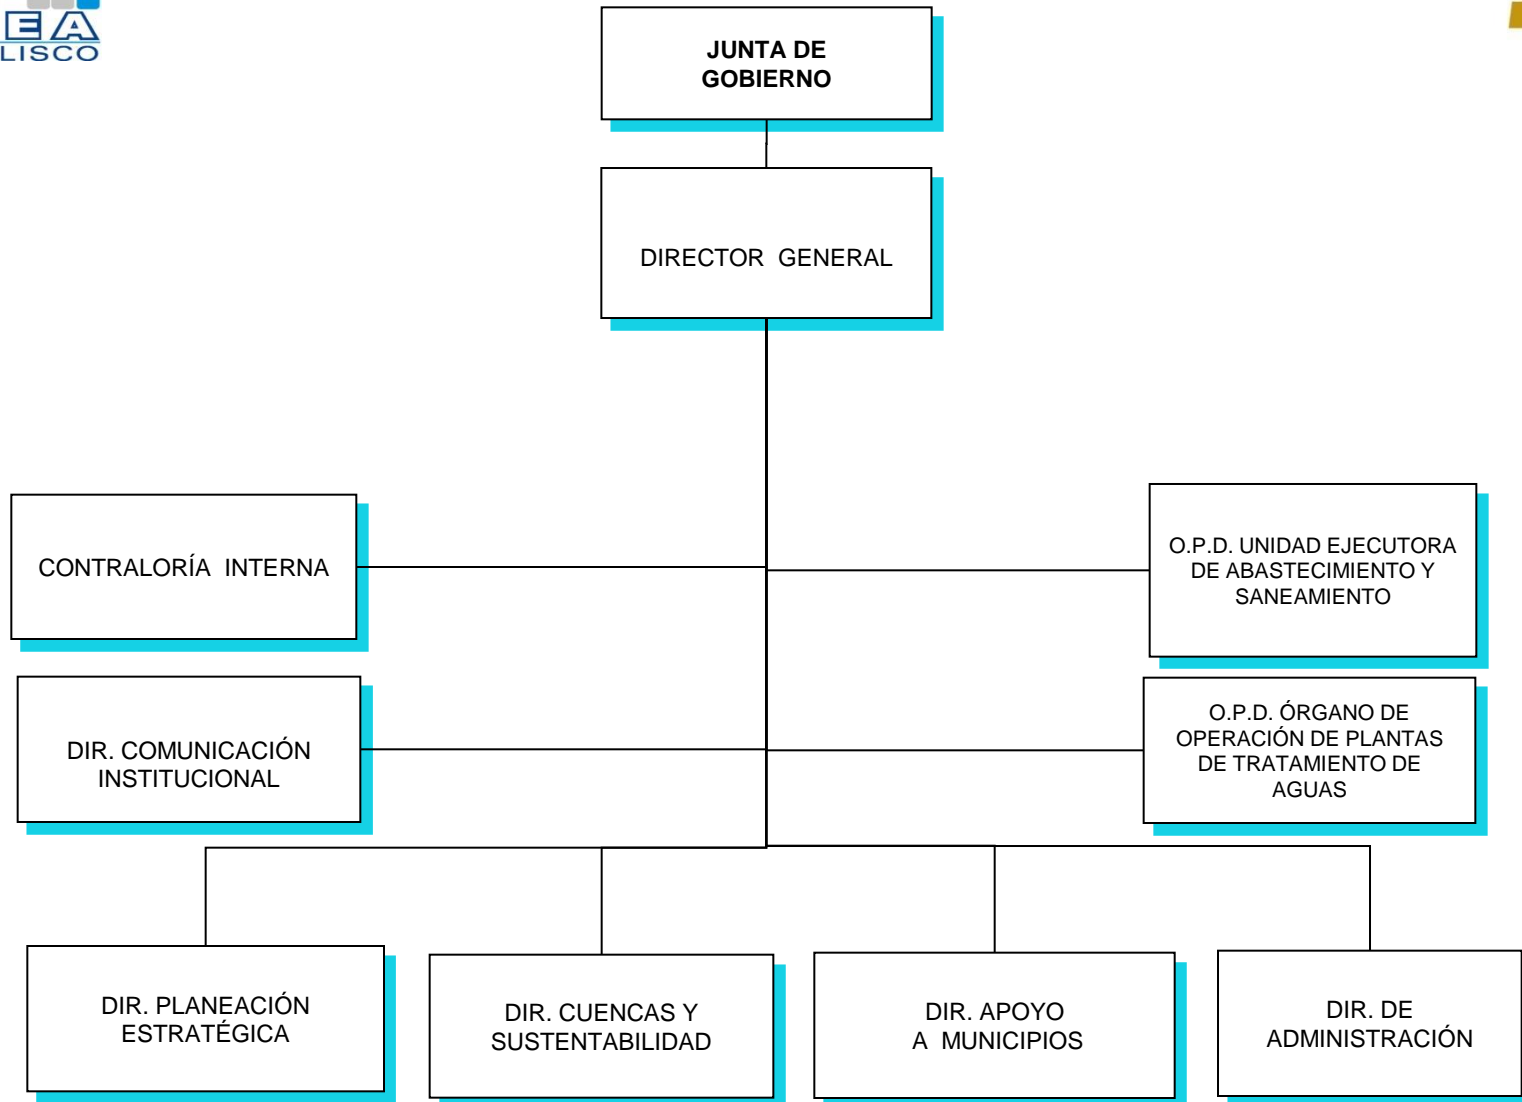 EA
LISCO
JUNTA DE
GOBIERNO
DIRECTOR GENERAL
CONTRALORÍA INTERNA
O.P.D. UNIDAD EJECUTORA
DE ABASTECIMIENTO Y
SANEAMIENTO
DIR. COMUNICACIÓN
INSTITUCIONAL
O.P.D. ÓRGANO DE
OPERACIÓN DE PLANTAS
DE TRATAMIENTO DE
AGUAS
DIR. PLANEACIÓN
ESTRATÉGICA
DIR. CUENCAS Y
SUSTENTABILIDAD
DIR. APOYO
A MUNICIPIOS
DIR. DE
ADMINISTRACIÓN